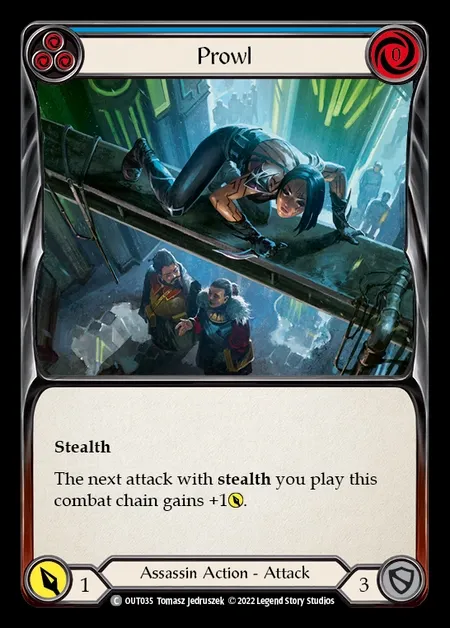 Prowl
0
Stealth
The next attack with stealth you play this
combat chain gains +1.
1
Assassin Action - Attack
3
C OUT035 Tomasz Jedruszek © 2022 Legend Story Studios